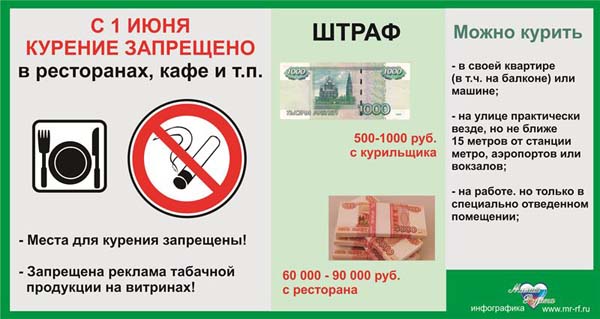 С 1 ИЮНЯ
КУРЕНИЕ ЗАПРЕЩЕНО
в ресторанах, кафе и т.п.
- Места для курения запрещены!
- Запрещена реклама табачной
продукции на витринах!
ШТРАФ
1000
1000
500-1000 руб.
с курильщика
60 000 - 90 000 руб.
с ресторана
Можно курить
- в своей квартире
(в т.ч. на балконе) или
машине;
- на улице практически
везде, но не ближе
15 метров от станции
метро, аэропортов или
вокзалов;
- на работе. но только в
специально отведенном
помещении;
инфографика
www.mr-rf.ru